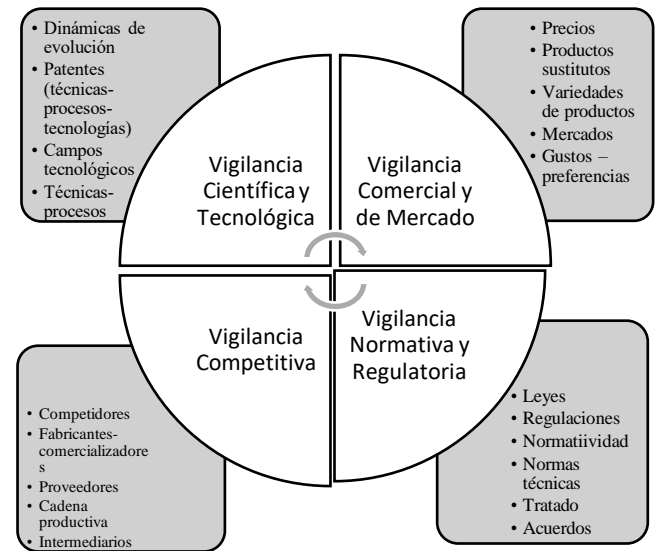 • Dinámicas de
evolución
• Patentes
(técnicas-
procesos-
tecnologías)
• Campos
tecnológicos
• Técnicas-
procesos
Vigilancia
Científica y
Tecnológica
Vigilancia
Comercial y
de Mercado
• Precios
• Productos
sustitutos
• Variedades
de productos
• Mercados
• Gustos –
preferencias
Vigilancia
Competitiva
Vigilancia
Normativa y
Regulatoria
• Competidores
• Fabricantes-
comercializadore
s
• Proveedores
• Cadena
productiva
• Intermediarios
• Leyes
• Regulaciones
• Normatiividad
• Normas
técnicas
• Tratado
• Acuerdos